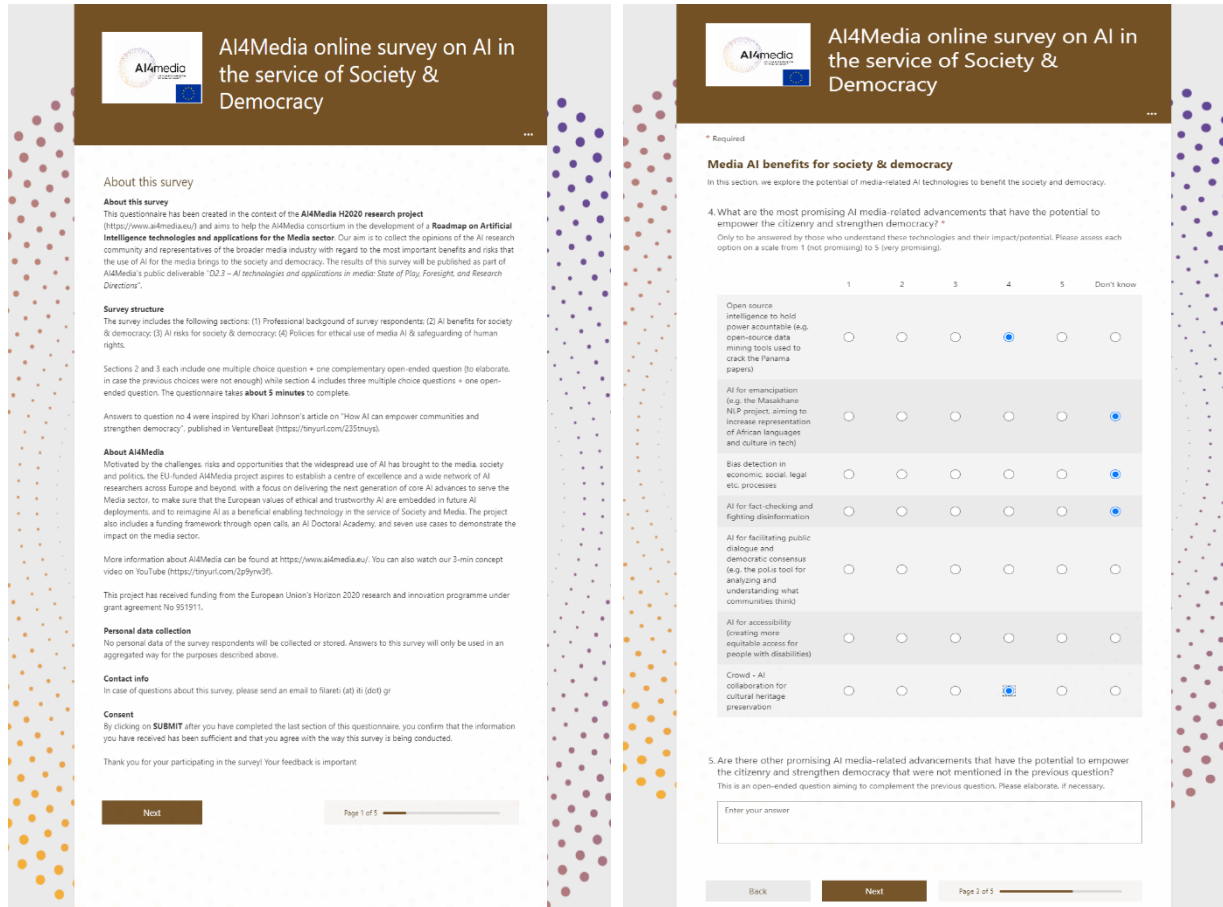 AI4media
AI4Media online survey on AI in
the service of Society &
Democracy
...
About this survey
About this survey
This questionnaire has been created in the context of the AI4Media H2020 research project
(https://www.ai4media.eu/) and aims to help the AI4Media consortium in the development of a Roadmap on Artificial
Intelligence technologies and applications for the Media sector. Our aim is to collect the opinions of the AI research
community and representatives of the broader media industry with regard to the most important benefits and risks that
the use of AI for the media brings to the society and democracy. The results of this survey will be published as part of
AI4Media's public deliverable "D2.3 – AI technologies and applications in media: State of Play, Foresight, and Research
Directions".
Survey structure
The survey includes the following sections: (1) Professional backgound of survey respondents; (2) AI benefits for society
& democracy; (3) AI risks for society & democracy; (4) Policies for ethical use of media AI & safeguarding of human
rights.
Sections 2 and 3 each include one multiple choice question + one complementary open-ended question (to elaborate,
in case the previous choices were not enough) while section 4 includes three multiple choice questions + one open-
ended question. The questionnaire takes about 5 minutes to complete.
Answers to question no 4 were inspired by Khari Johnson's article on "How AI can empower communities and
strengthen democracy", published in VentureBeat (https://tinyurl.com/235tnuys).
About AI4Media
Motivated by the challenges, risks and opportunities that the widespread use of AI has brought to the media, society
and politics, the EU-funded AI4Media project aspires to establish a centre of excellence and a wide network of AI
researchers across Europe and beyond, with a focus on delivering the next generation of core AI advances to serve the
Media sector, to make sure that the European values of ethical and trustworthy AI are embedded in future AI
deployments, and to reimagine AI as a beneficial enabling technology in the service of Society and Media. The project
also includes a funding framework through open calls, an AI Doctoral Academy, and seven use cases to demonstrate the
impact on the media sector.
More information about AI4Media can be found at https://www.ai4media.eu/. You can also watch our 3-min concept
video on YouTube (https://tinyurl.com/2p9yrw3f).
This project has received funding from the European Union's Horizon 2020 research and innovation programme under
grant agreement No 951911.
Personal data collection
No personal data of the survey respondents will be collected or stored. Answers to this survey will only be used in an
aggregated way for the purposes described above.
Contact info
In case of questions about this survey, please send an email to filareti (at) iti (dot) gr
Consent
By clicking on SUBMIT after you have completed the last section of this questionnaire, you confirm that the information
you have received has been sufficient and that you agree with the way this survey is being conducted.
Thank you for your participating in the survey! Your feedback is important
Next
Page 1 of 5
AI4media
AI4Media online survey on AI in
the service of Society &
Democracy
...
* Required
Media AI benefits for society & democracy
In this section, we explore the potential of media-related AI technologies to benefit the society and democracy.
4. What are the most promising AI media-related advancements that have the potential to
empower the citizenry and strengthen democracy? *
Only to be answered by those who understand these technologies and their impact/potential. Please assess each
option on a scale from 1 (not promising) to 5 (very promising).
1 2 3 4 5 Don't know
Open source
intelligence to hold
power acountable (e.g.
open-source data
mining tools used to
crack the Panama
papers)
AI for emancipation
(e.g. the Masakhane
NLP project, aiming to
increase representation
of African languages
and culture in tech)
Bias detection in
economic, social, legal
etc. processes
AI for fact-checking and
fighting disinformation
AI for facilitating public
dialogue and
democratic consensus
(e.g. the pol.is tool for
analyzing and
understanding what
communities think)
AI for accessibility
(creating more
equitable access for
people with disabilities)
Crowd - AI
collaboration for
cultural heritage
preservation
5. Are there other promising AI media-related advancements that have the potential to empower
the citizenry and strengthen democracy that were not mentioned in the previous question?
This is an open-ended question aiming to complement the previous question. Please elaborate, if necessary.
Enter your answer
Back
Next
Page 3 of 5